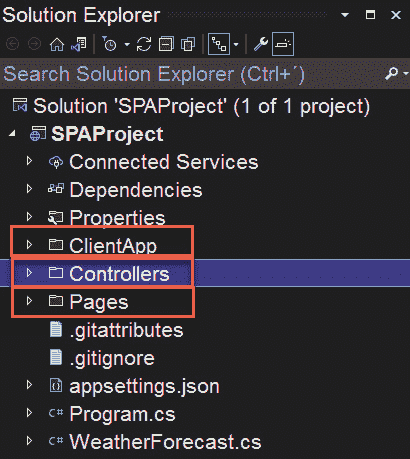 Solution Explorer
Search Solution Explorer (Ctrl+´)
Solution 'SPAProject' (1 of 1 project)
SPAProject
Connected Services
Dependencies
Properties
ClientApp
Controllers
Pages
.gitattributes
.gitignore
appsettings.json
C# Program.cs
C# WeatherForecast.cs